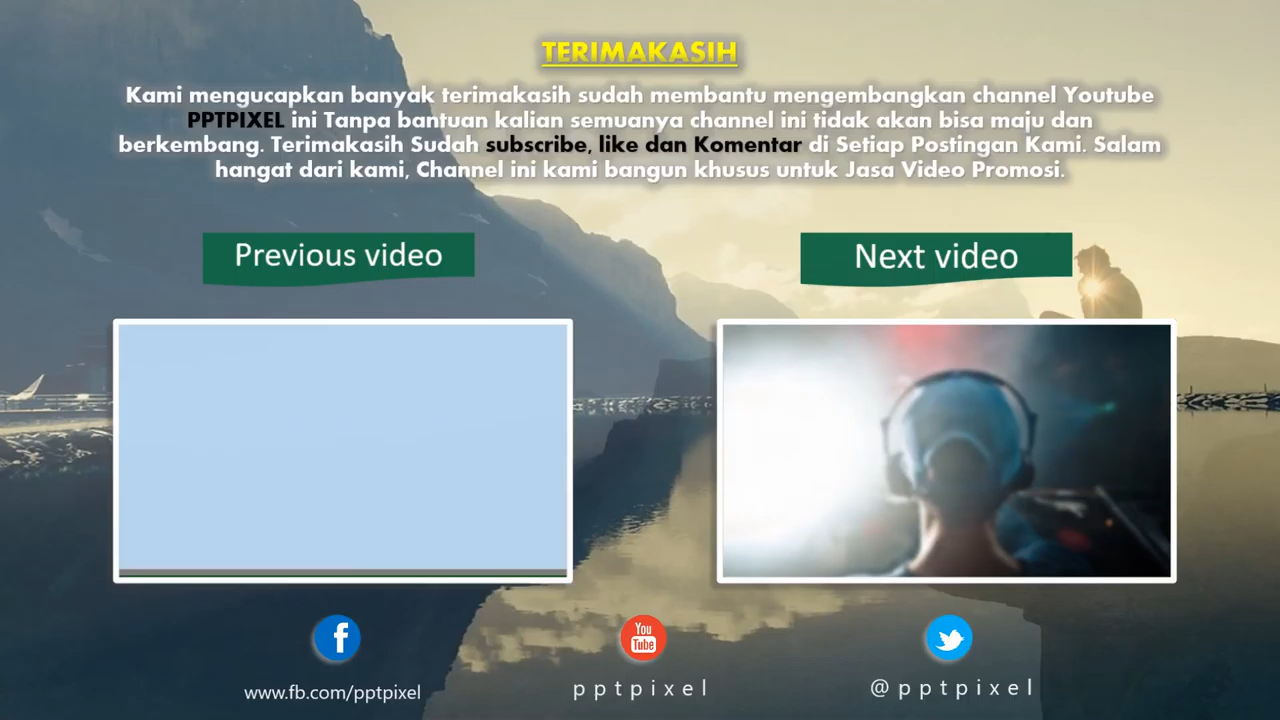 TERIMAKASIH
Kami mengucapkan banyak terimakasih sudah membantu mengembangkan channel Youtube
PPTPIXEL ini Tanpa bantuan kalian semuanya channel ini tidak akan bisa maju dan
berkembang. Terimakasih Sudah subscribe, like dan Komentar di Setiap Postingan Kami. Salam
hangat dari kami, Channel ini kami bangun khusus untuk Jasa Video Promosi.
Previous video
Next video
f
You
Tube
www.fb.com/pptpixel
pptpixel
@pptpixel